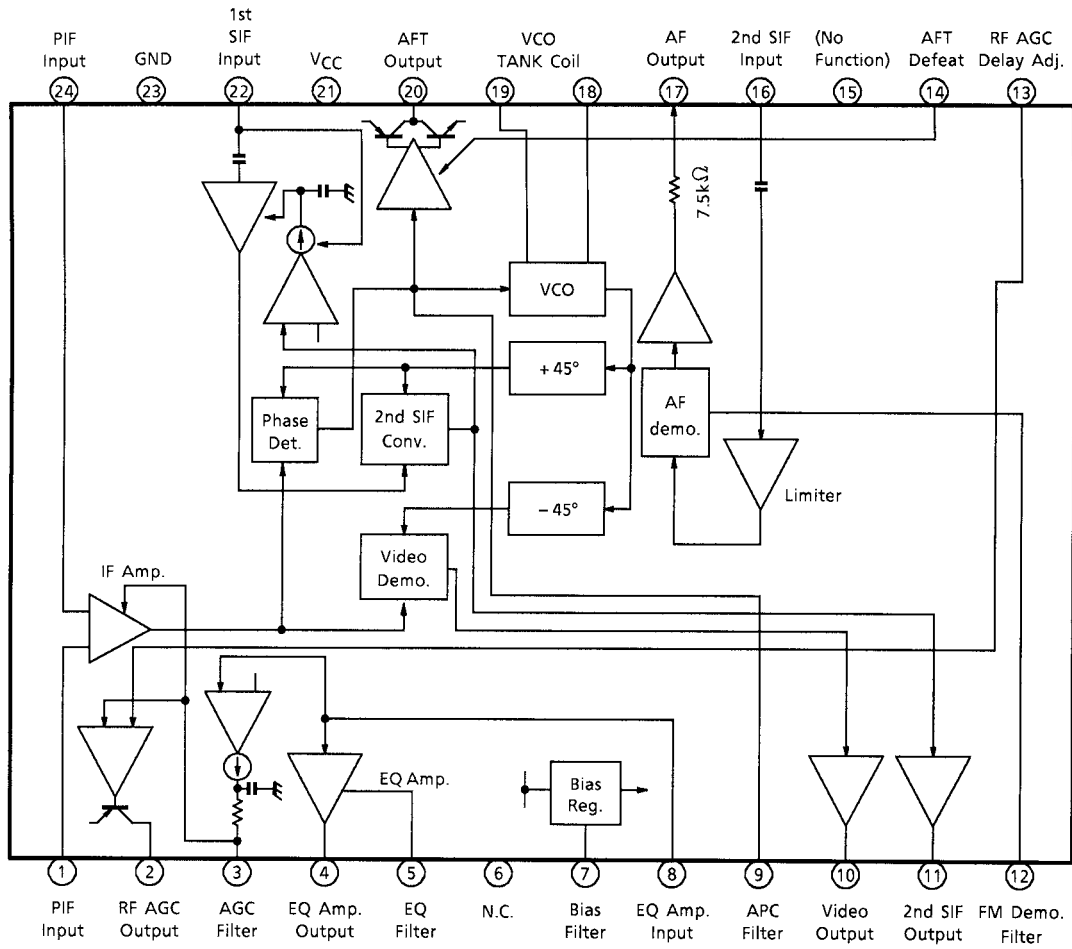 PIF
Input
GND
1st
SIF
Input
VCC
AFT
Output
VCO
TANK Coil
AF
Output
2nd SIF
Input
(No
Function)
AFT
Defeat
RF AGC
Delay Adj.
24
23
22
21
20
19
18
17
16
15
14
13
7.5kΩ
VCO
+45°
Phase
Det.
2nd SIF
Conv.
AF
demo.
Limiter
−45°
Video
Demo.
IF Amp.
EQ Amp.
Bias
Reg.
1
2
3
4
5
6
7
8
9
10
11
12
PIF
Input
RF AGC
Output
AGC
Filter
EQ Amp.
Output
EQ
Filter
N.C.
Bias
Filter
EQ Amp.
Input
APC
Filter
Video
Output
2nd SIF
Output
FM Demo.
Filter